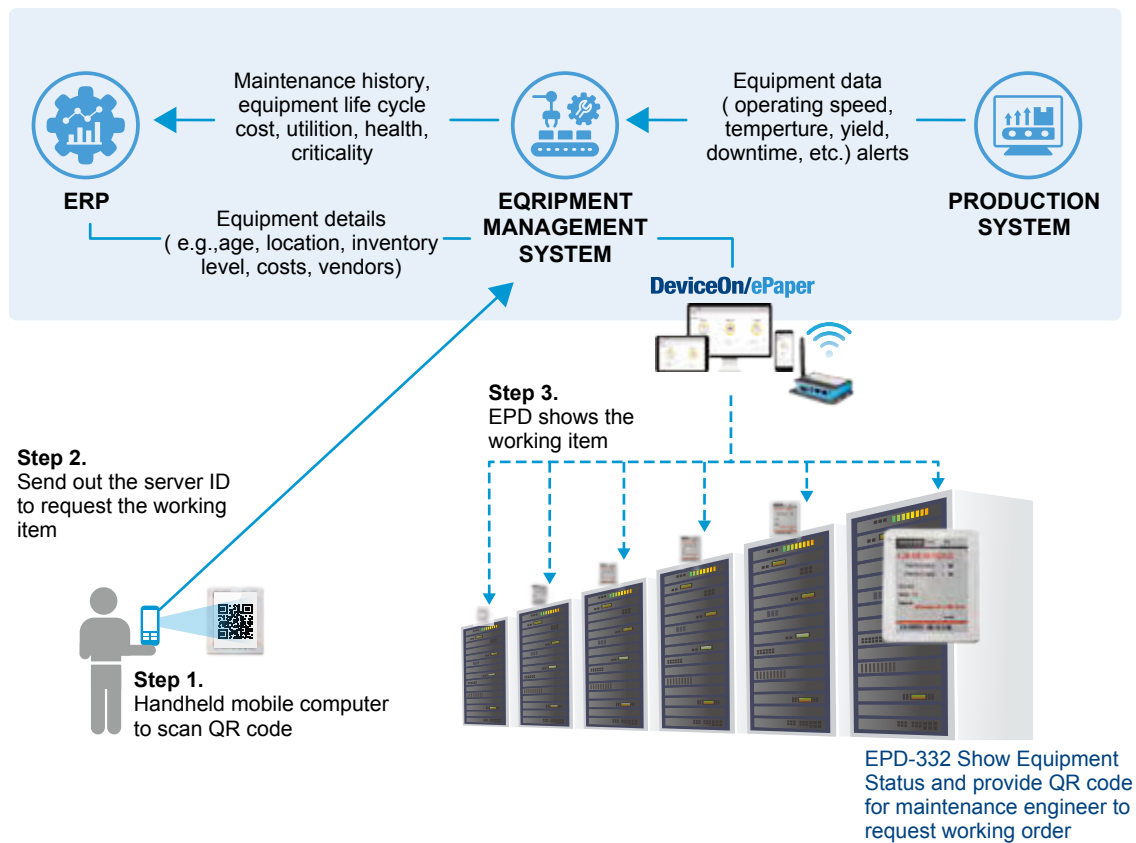 Maintenance history,
equipment life cycle
cost, utilition, health,
criticality
Equipment data
( operating speed,
temperture, yield,
downtime, etc.) alerts
ERP
EQRIPMENT
MANAGEMENT
SYSTEM
PRODUCTION
SYSTEM
Equipment details
( e.g.,age, location, inventory
level, costs, vendors)
DeviceOn/ePaper
Step 3.
EPD shows the
working item
Step 2.
Send out the server ID
to request the working
item
Step 1.
Handheld mobile computer
to scan QR code
EPD-332 Show Equipment
Status and provide QR code
for maintenance engineer to
request working order